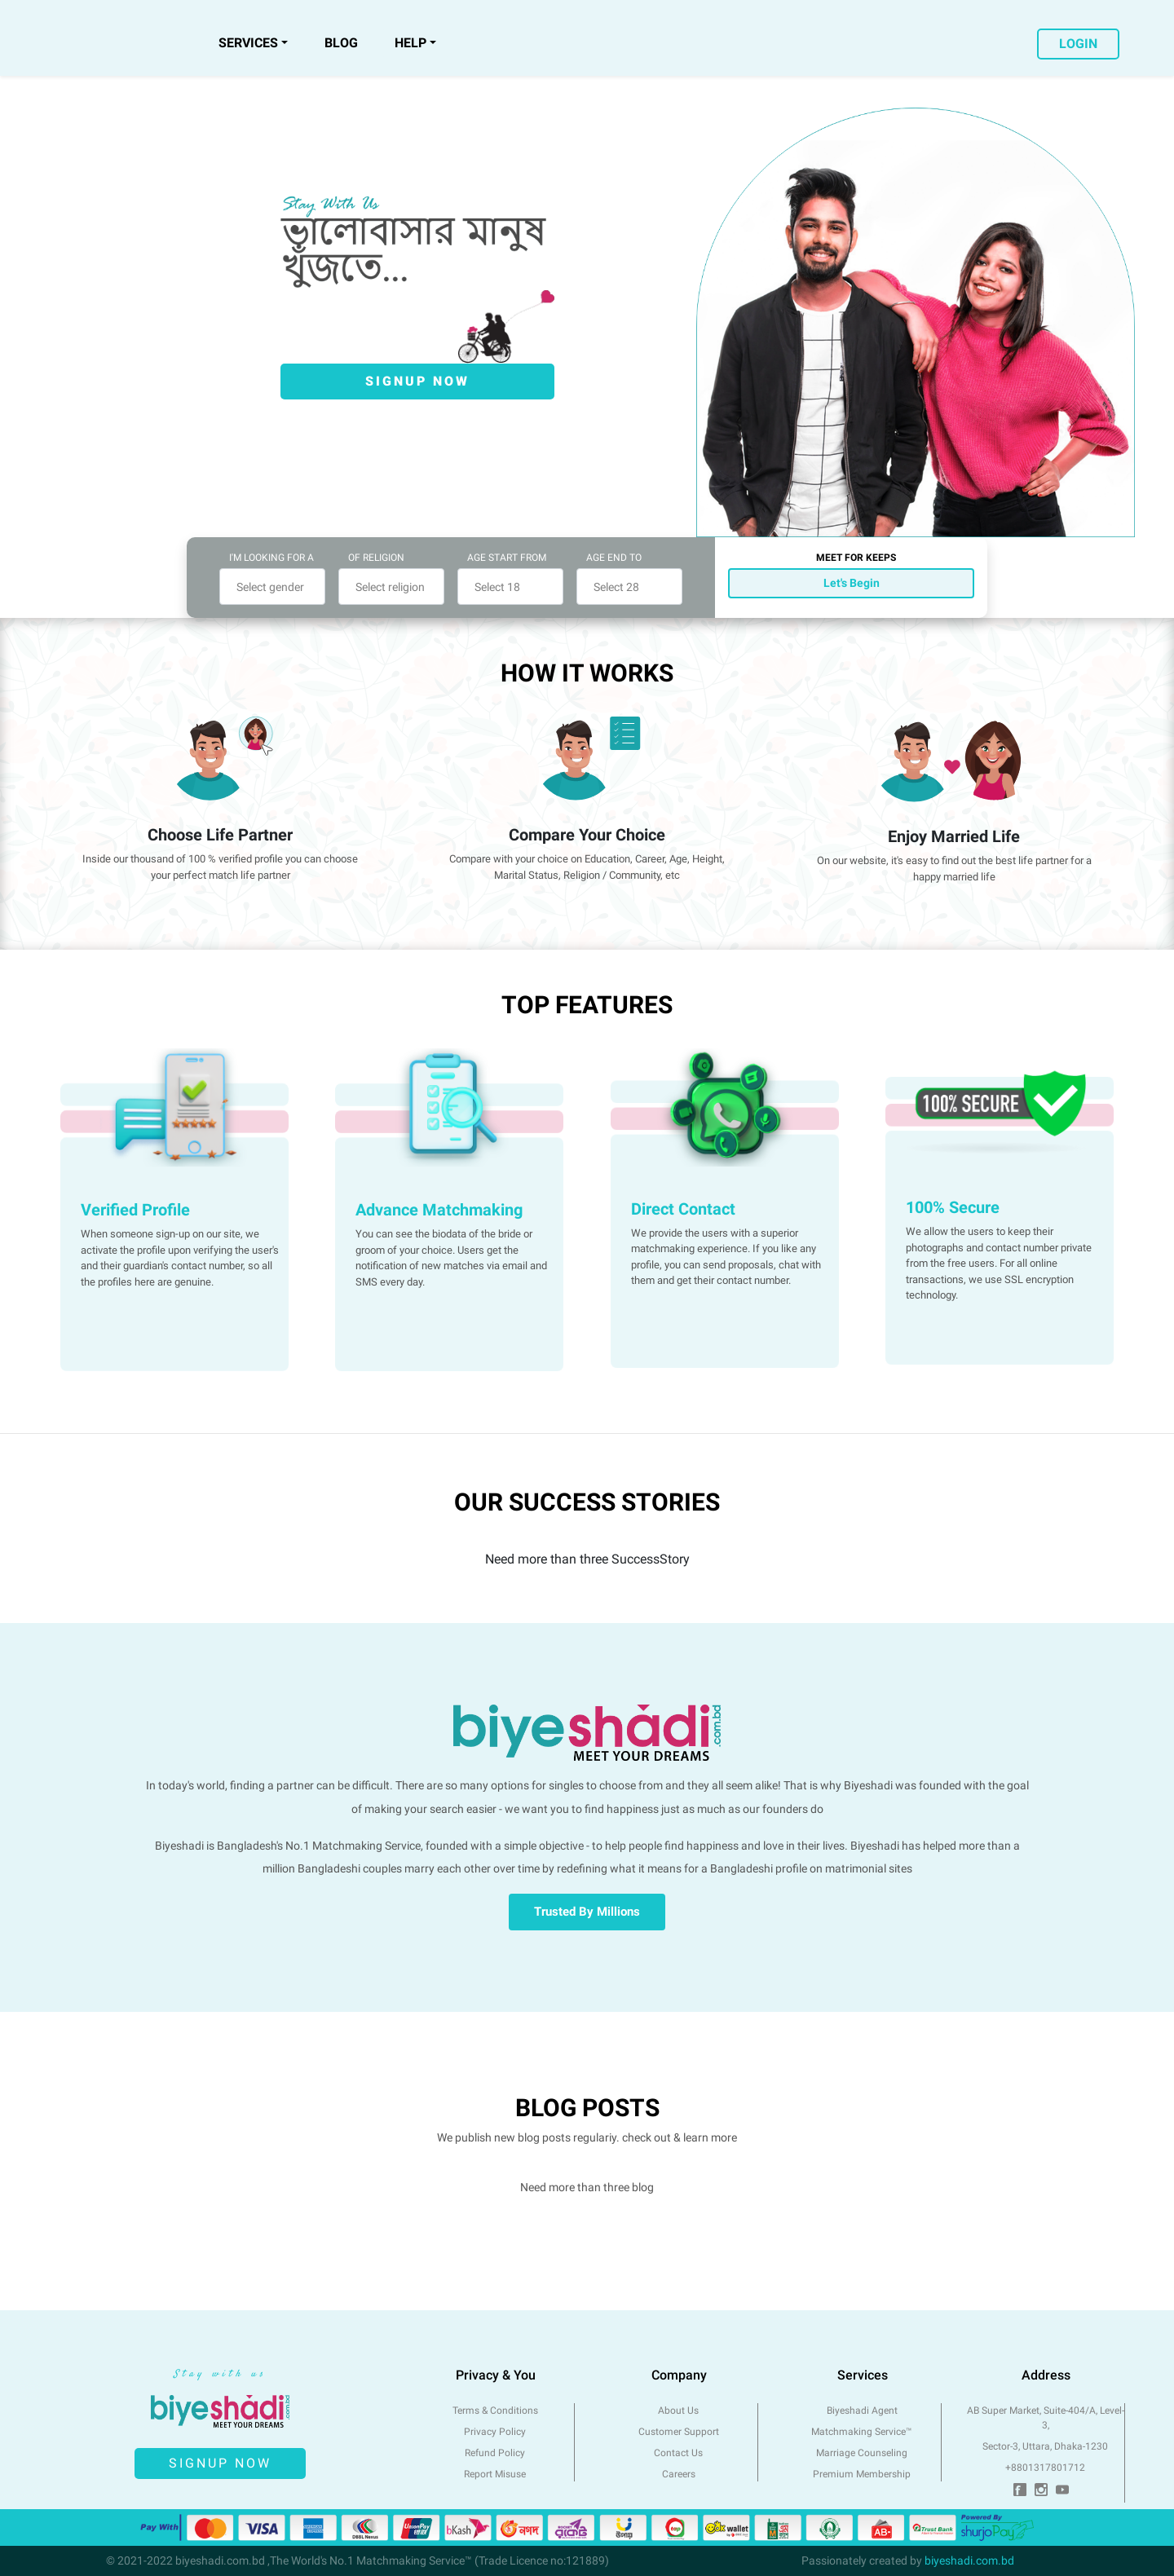 SERVICES BLOG HELP LOGIN
Stay With Us
ভালোবাসার মানুষ
খুঁজতে...
SIGNUP NOW
I'M LOOKING FOR A OF RELIGION AGE START FROM AGE END TO MEET FOR KEEPS
Select gender Select religion Select 18 Select 28 Let's Begin
HOW IT WORKS
Choose Life Partner
Inside our thousand of 100 % verified profile you can choose
your perfect match life partner
Compare Your Choice
Compare with your choice on Education, Career, Age, Height,
Marital Status, Religion / Community, etc
Enjoy Married Life
On our website, it's easy to find out the best life partner for a
happy married life
TOP FEATURES
Verified Profile
When someone sign-up on our site, we
activate the profile upon verifying the user's
and their guardian's contact number, so all
the profiles here are genuine.
Advance Matchmaking
You can see the biodata of the bride or
groom of your choice. Users get the
notification of new matches via email and
SMS every day.
Direct Contact
We provide the users with a superior
matchmaking experience. If you like any
profile, you can send proposals, chat with
them and get their contact number.
100% SECURE
100% Secure
We allow the users to keep their
photographs and contact number private
from the free users. For all online
transactions, we use SSL encryption
technology.
OUR SUCCESS STORIES
Need more than three SuccessStory
biyeshadi .com.bd
MEET YOUR DREAMS
In today's world, finding a partner can be difficult. There are so many options for singles to choose from and they all seem alike! That is why Biyeshadi was founded with the goal
of making your search easier - we want you to find happiness just as much as our founders do
Biyeshadi is Bangladesh's No.1 Matchmaking Service, founded with a simple objective - to help people find happiness and love in their lives. Biyeshadi has helped more than a
million Bangladeshi couples marry each other over time by redefining what it means for a Bangladeshi profile on matrimonial sites
Trusted By Millions
BLOG POSTS
We publish new blog posts regulariy. check out & learn more
Need more than three blog
Stay with us
biyeshadi .com.bd
MEET YOUR DREAMS
SIGNUP NOW
Privacy & You
Terms & Conditions
Privacy Policy
Refund Policy
Report Misuse
Company
About Us
Customer Support
Contact Us
Careers
Services
Biyeshadi Agent
Matchmaking Service™
Marriage Counseling
Premium Membership
Address
AB Super Market, Suite-404/A, Level-
3,
Sector-3, Uttara, Dhaka-1230
+8801317801712
Pay With VISA DBBL Nexus UnionPay bKash নগদ উপায় wallet AB Trust Bank Powered By
shurjoPay
© 2021-2022 biyeshadi.com.bd ,The World's No.1 Matchmaking Service™ (Trade Licence no:121889) Passionately created by biyeshadi.com.bd